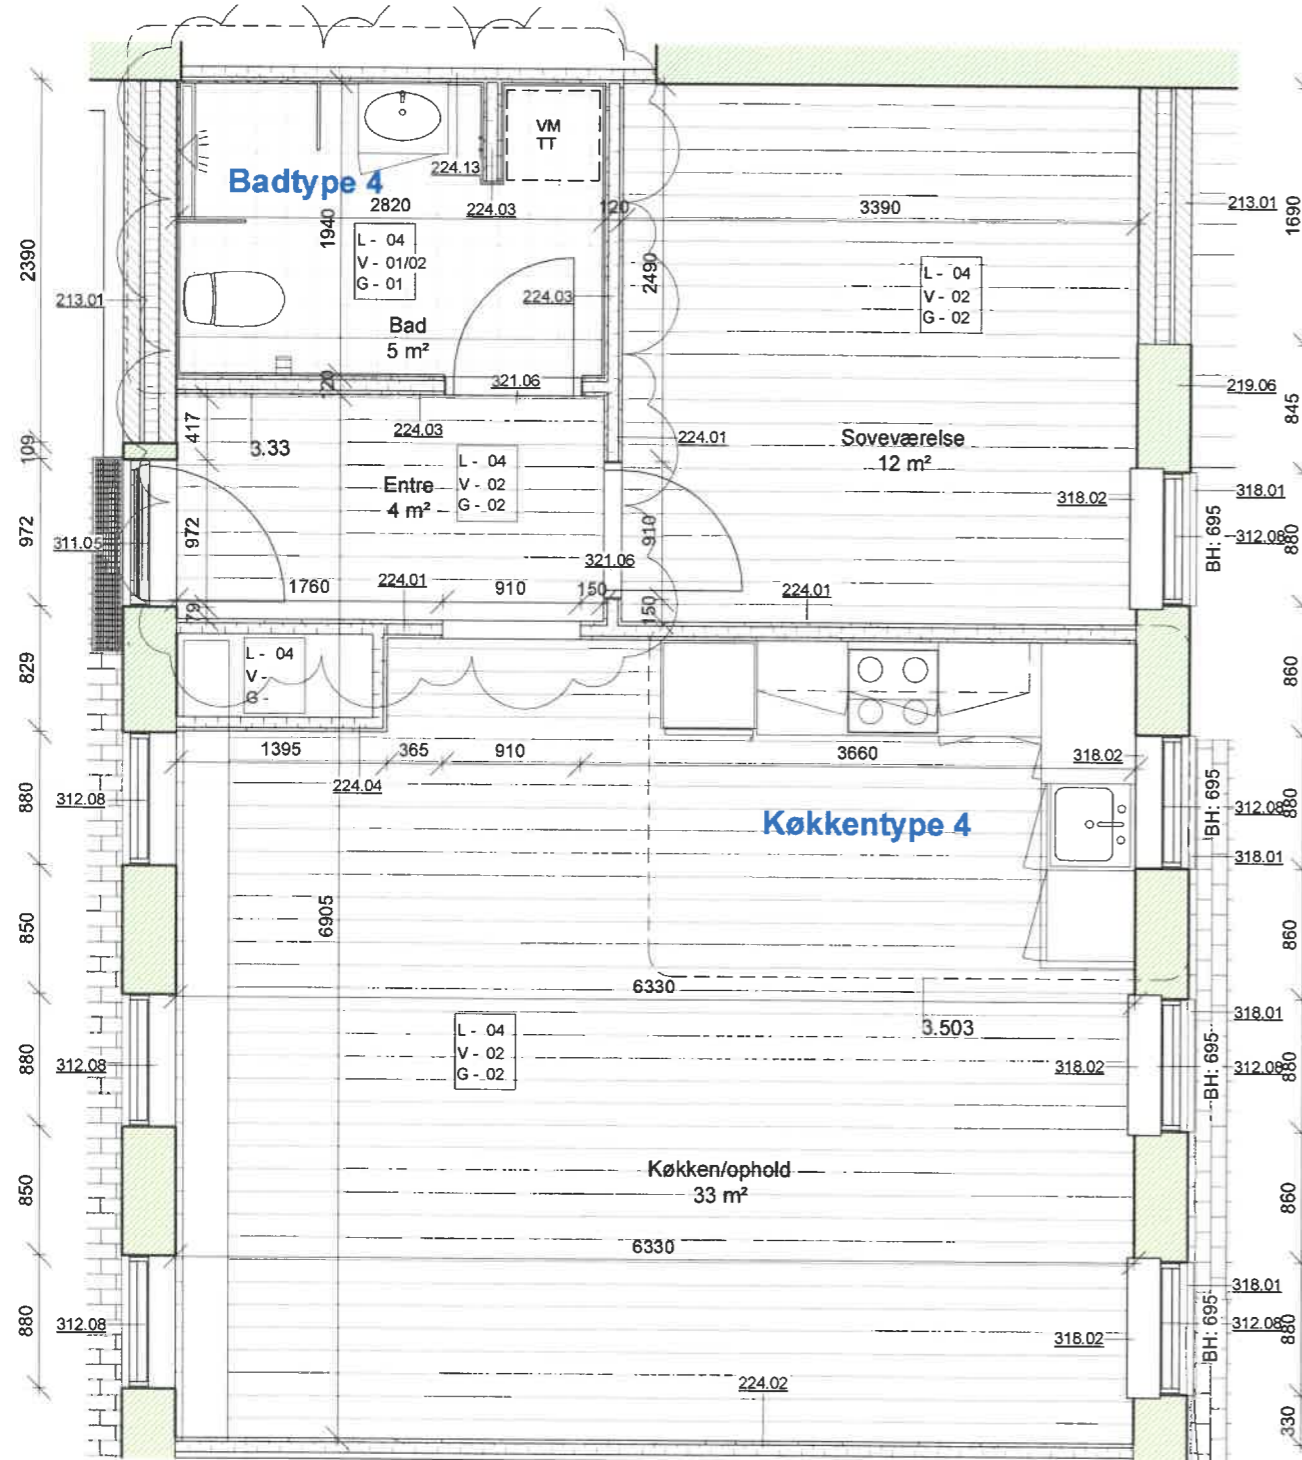 VM
TT
Badtype 4
224.13
2820
224.03
120
3390
213.01
1690
1940
2390
2490
L - 04
V - 01/02
G - 01
L - 04
V - 02
G - 02
213.01
224.03
Bad
5 m²
120
321.06
219.06
845
417
3.33
224.03
224.01
Soveværelse
12 m²
109
L - 04
V - 02
G - 02
Entre
4 m²
318.02
318.01
972
311.05
972
910
312.08
880
BH: 695
321.06
1760
224.01
910
150
224.01
79
150
829
L - 04
V -
G -
860
1395
365
910
3660
318.02
224.04
880
312.08
Køkkentype 4
312.08
880
BH: 695
318.01
850
6905
860
6330
3.503
318.01
L - 04
V - 02
G - 02
880
312.08
318.02
312.08
880
BH: 695
Køkken/ophold
33 m²
850
860
6330
318.01
880
312.08
318.02
312.08
880
BH: 695
224.02
330